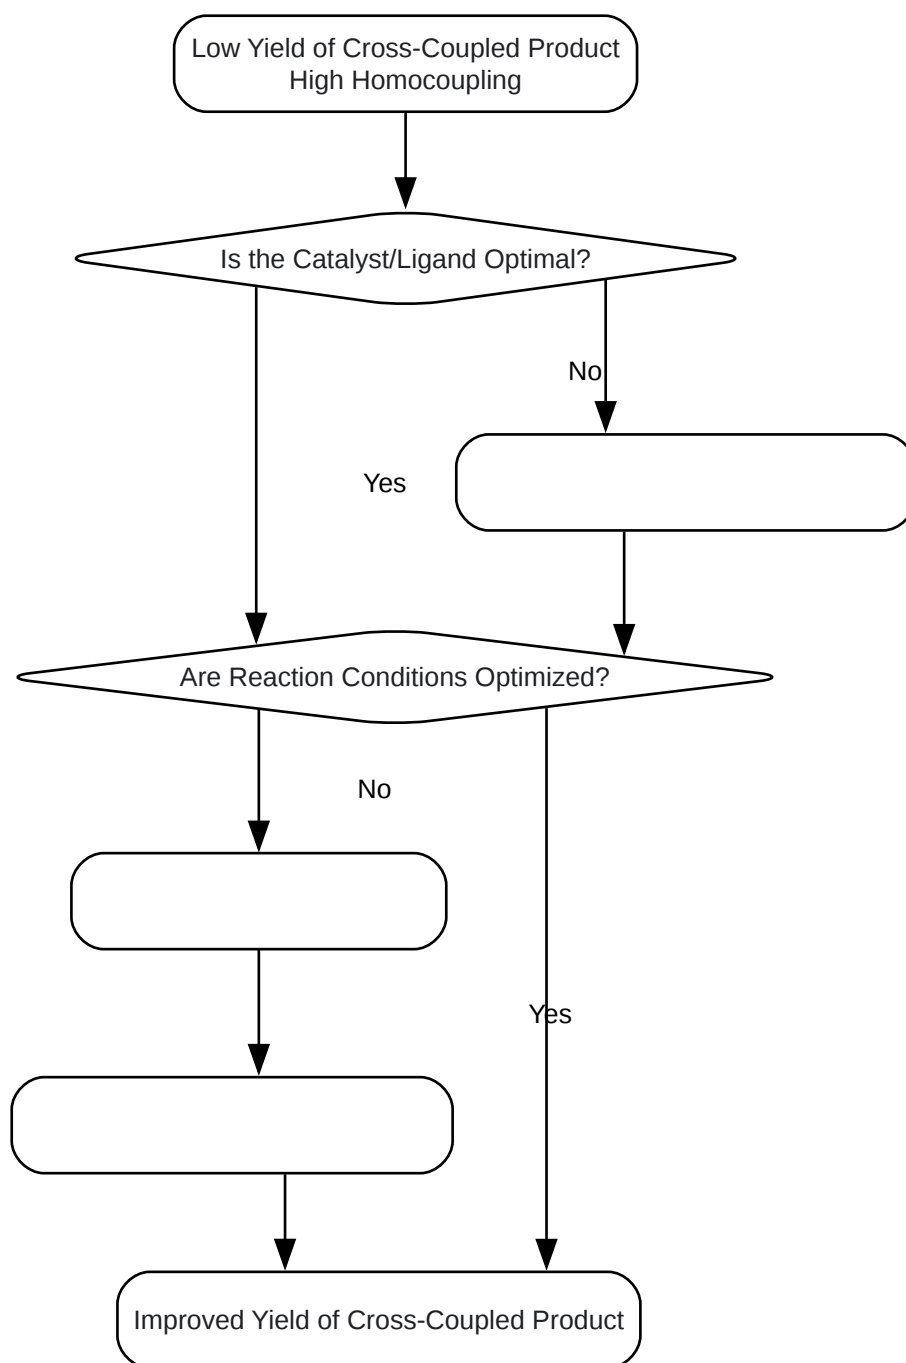 Low Yield of Cross-Coupled Product
High Homocoupling
Is the Catalyst/Ligand Optimal?
No
Yes
Are Reaction Conditions Optimized?
No
Yes
Improved Yield of Cross-Coupled Product